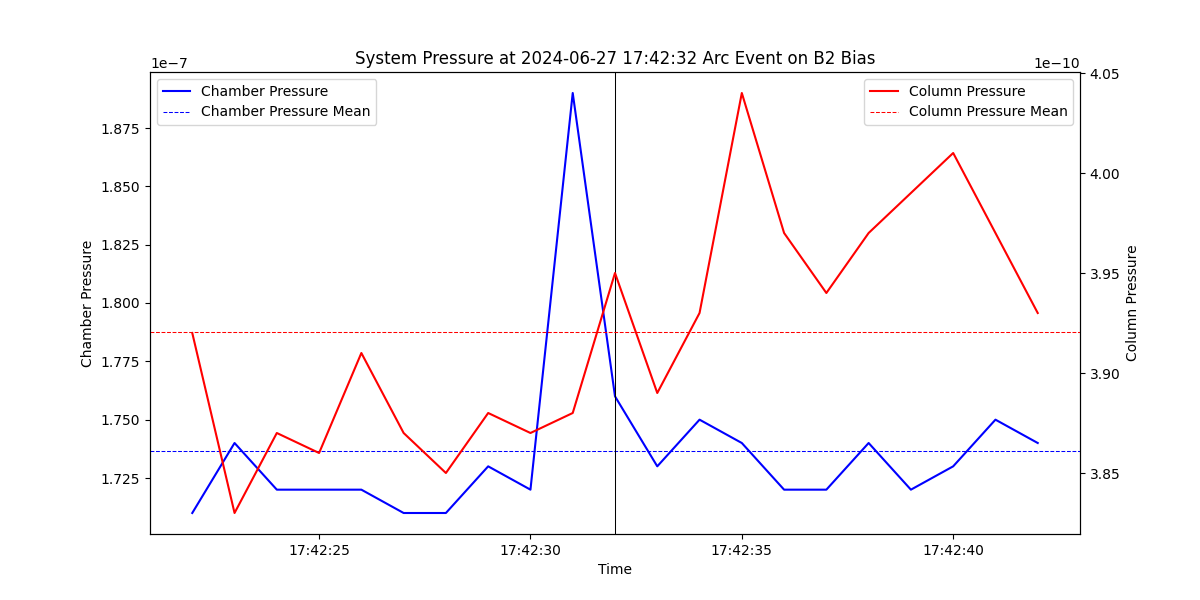 System Pressure at 2024-06-27 17:42:32 Arc Event on B2 Bias
1e−7
1e−10
Chamber Pressure
Chamber Pressure Mean
Column Pressure
Column Pressure Mean
1.875
1.850
1.825
1.800
1.775
1.750
1.725
Chamber Pressure
4.05
4.00
3.95
3.90
3.85
Column Pressure
17:42:25
17:42:30
17:42:35
17:42:40
Time